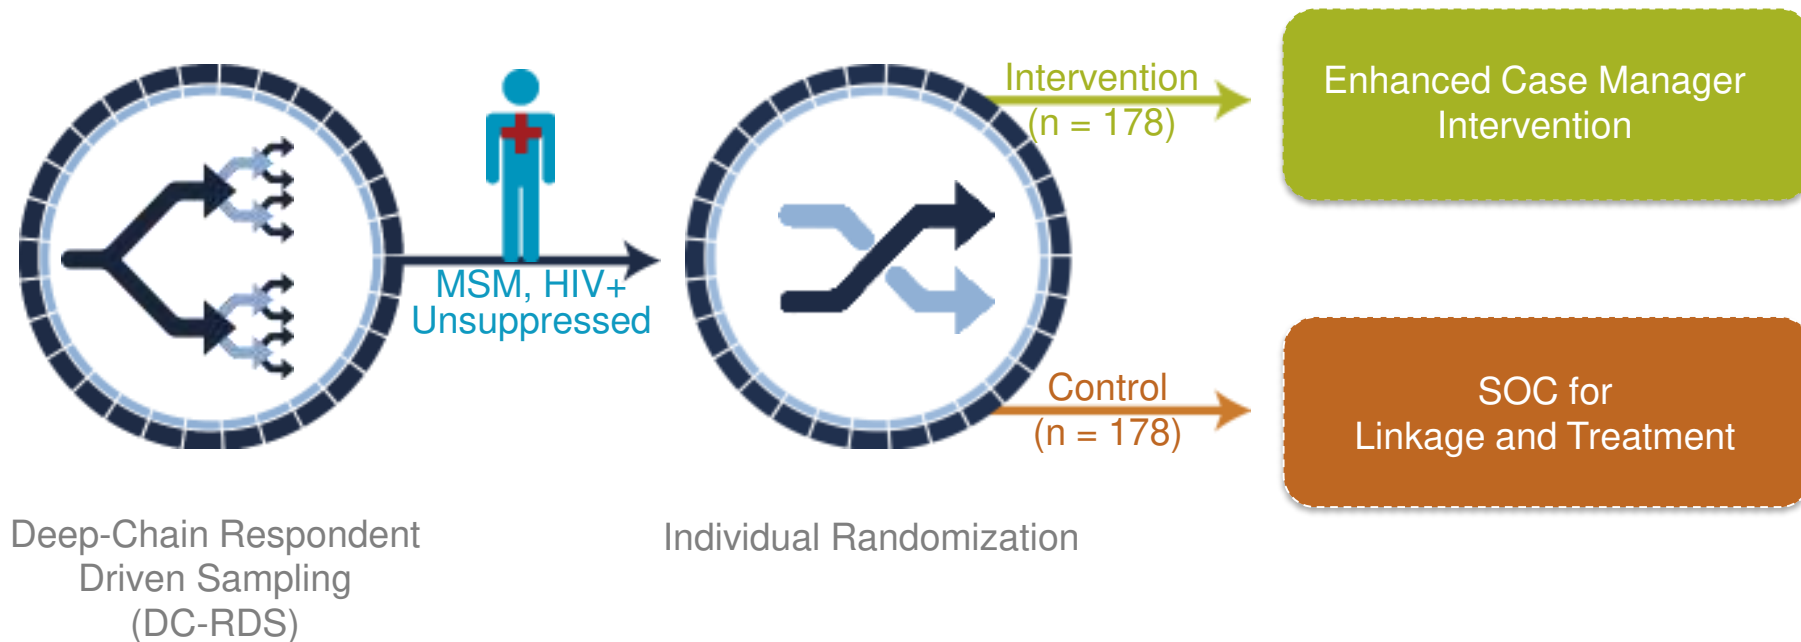 Intervention
(n = 178)
Enhanced Case Manager
Intervention
MSM, HIV+
Unsuppressed
Control
(n = 178)
SOC for
Linkage and Treatment
Deep-Chain Respondent
Driven Sampling
(DC-RDS)
Individual Randomization